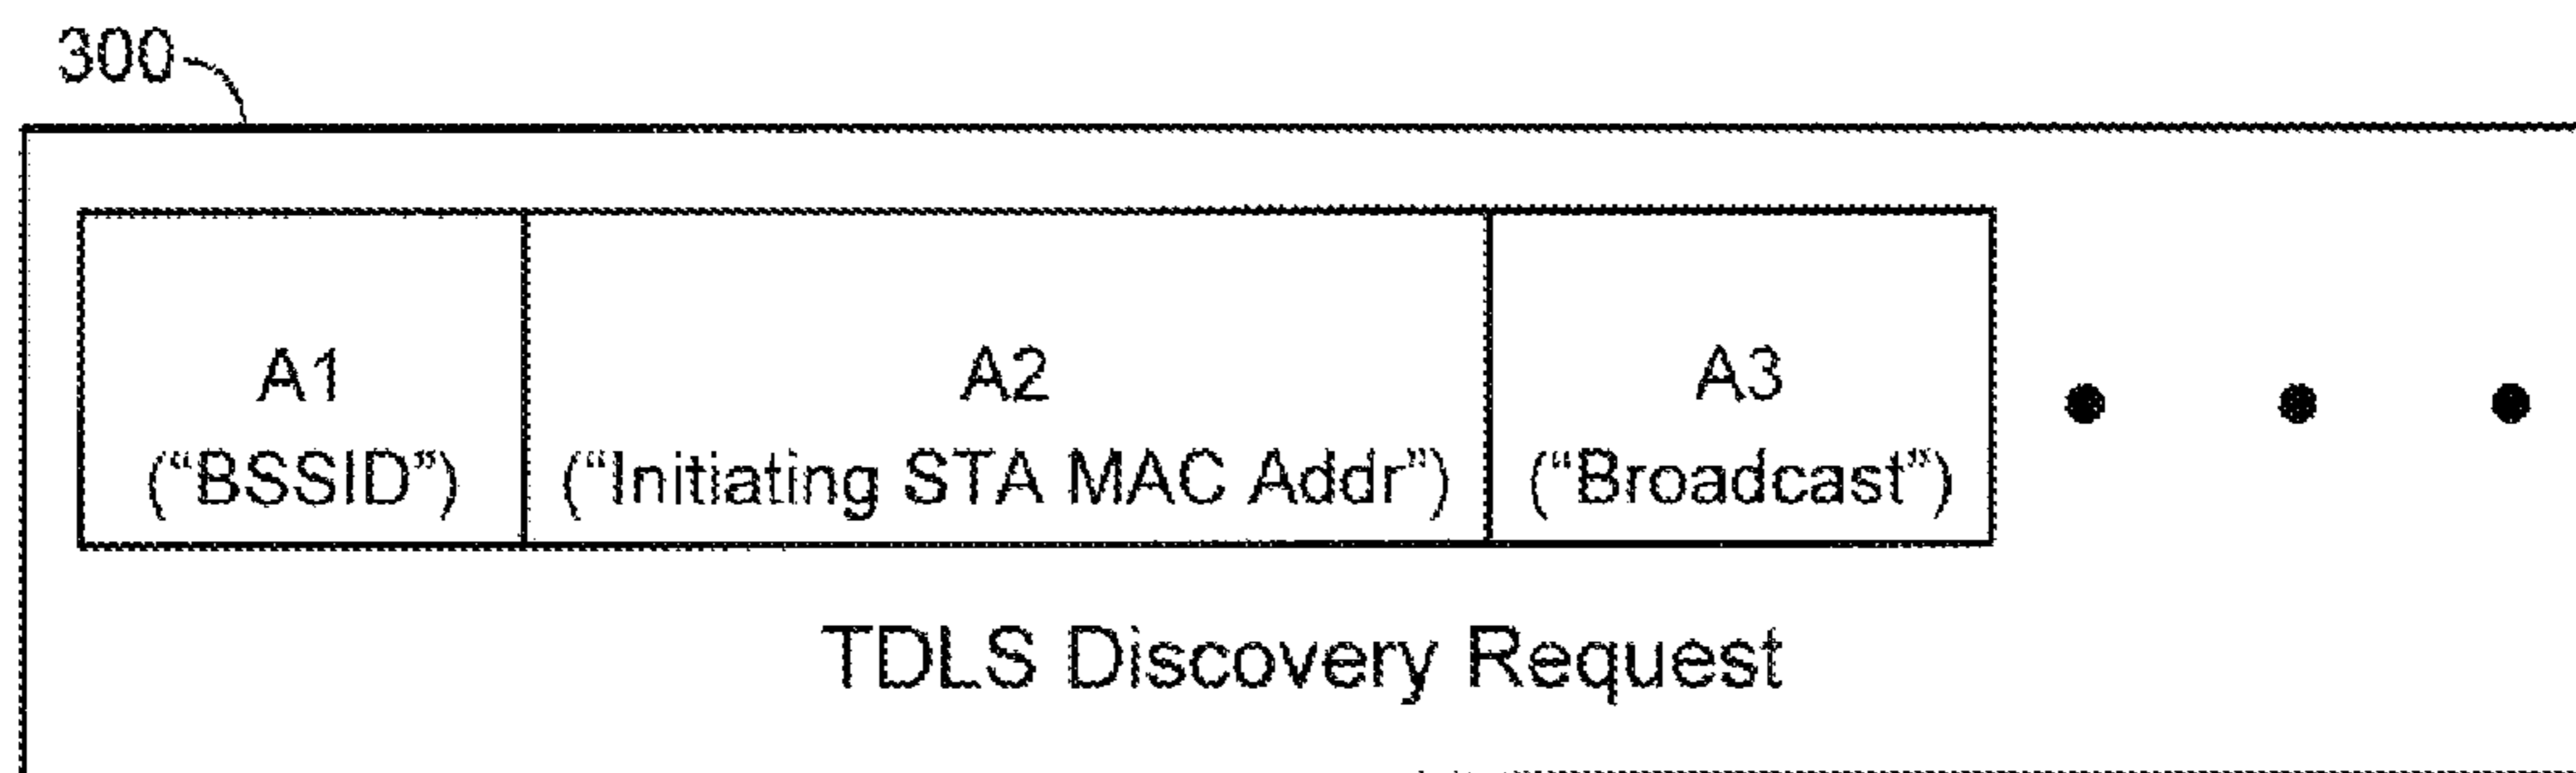 300
A1
(“BSSID”)
A2
(“Initiating STA MAC Addr”)
A3
(“Broadcast”)
TDLS Discovery Request